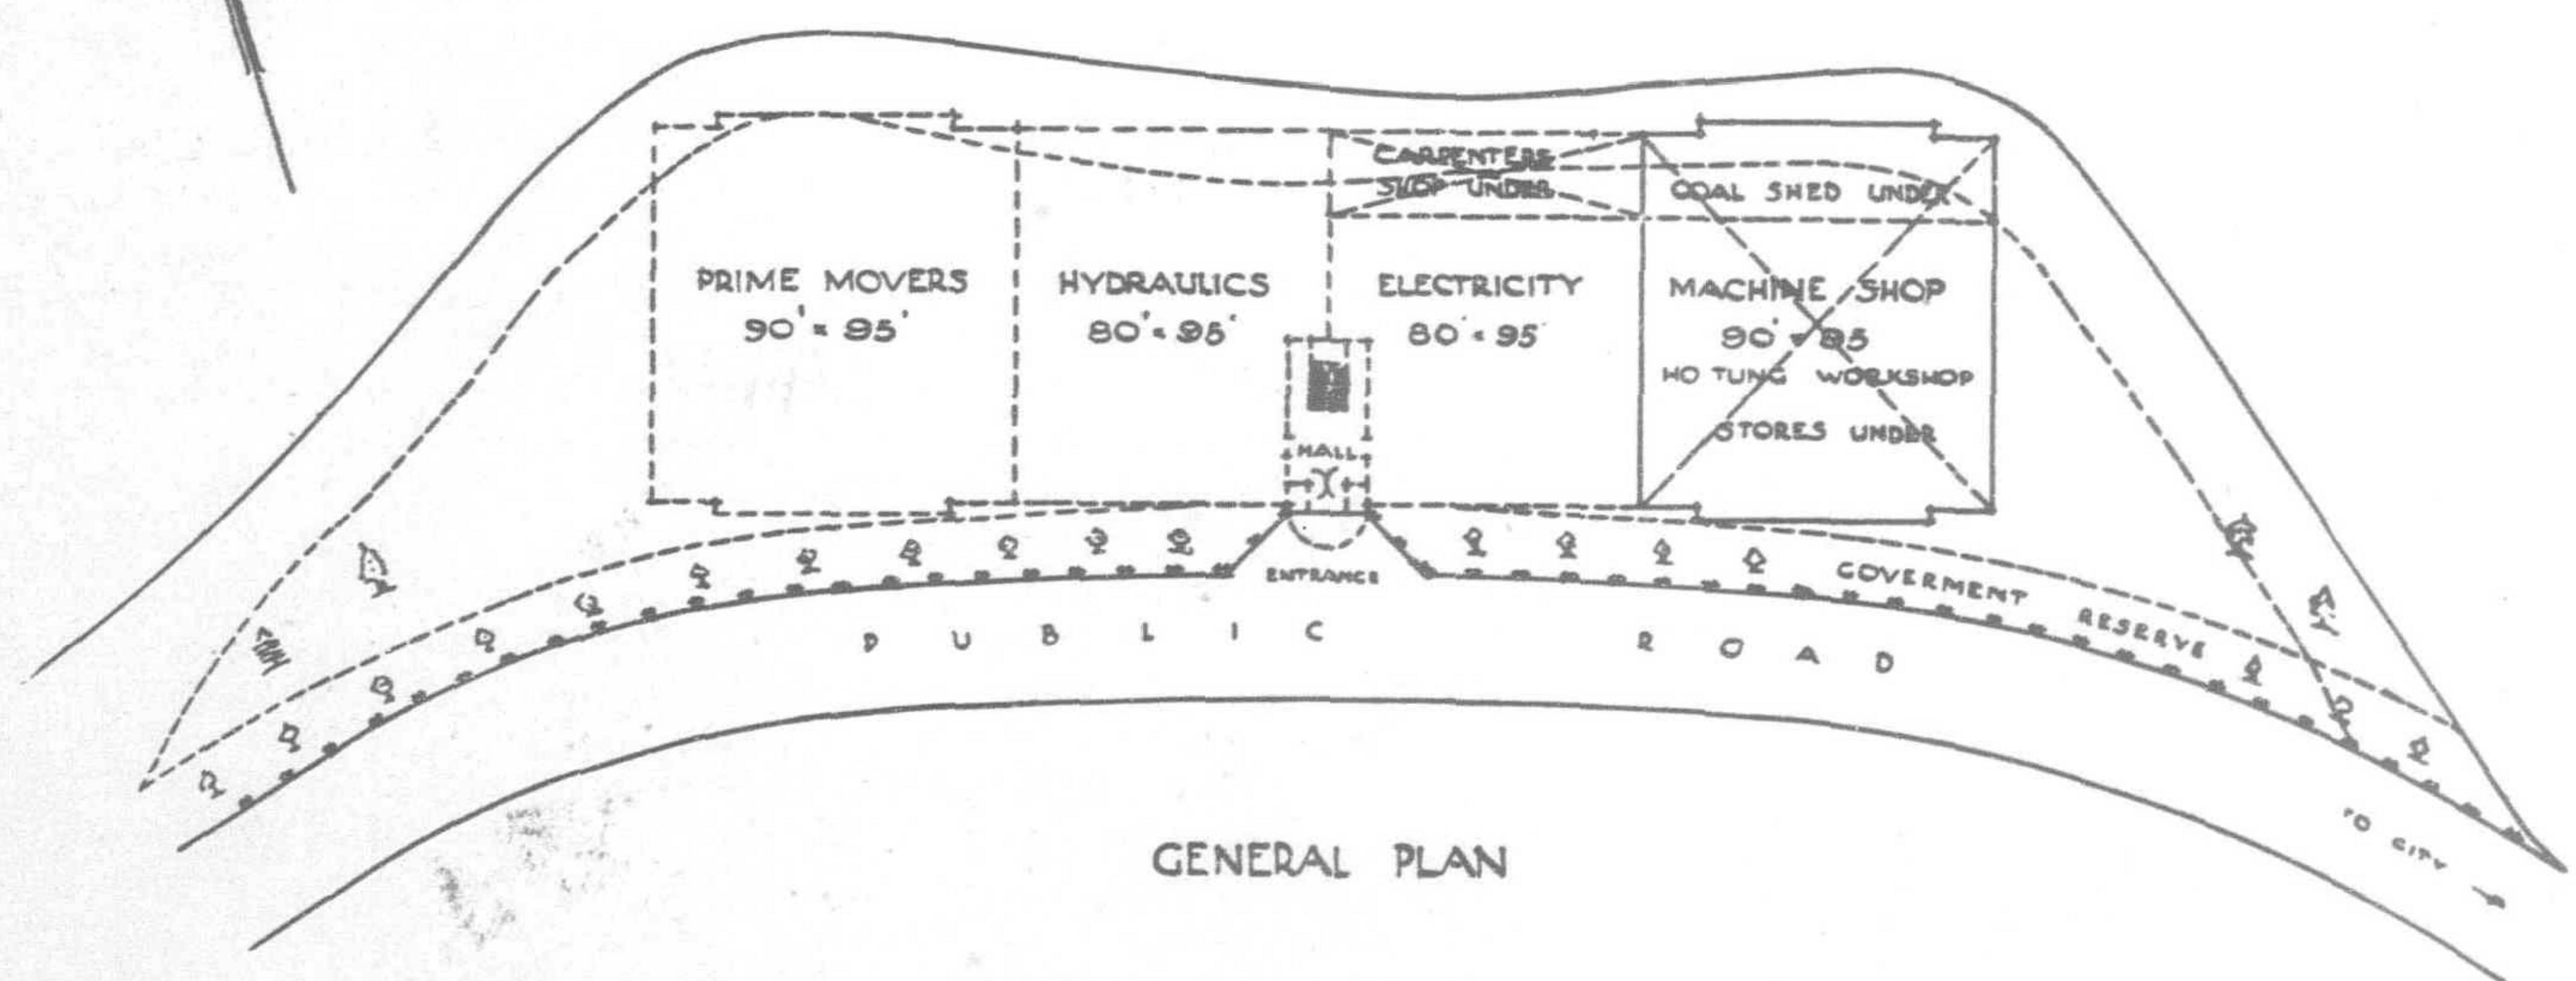 CARPENTERS
SHOP UNDER
COAL SHED UNDER
PRIME MOVERS
90' × 95'
HYDRAULICS
80' × 95'
ELECTRICITY
80' × 95'
MACHINE SHOP
90' × 95
HO TUNG WORKSHOP
STORES UNDER
HALL
ENTRANCE
GOVERMENT RESERVE
PUBLIC ROAD
TO CITY
GENERAL PLAN